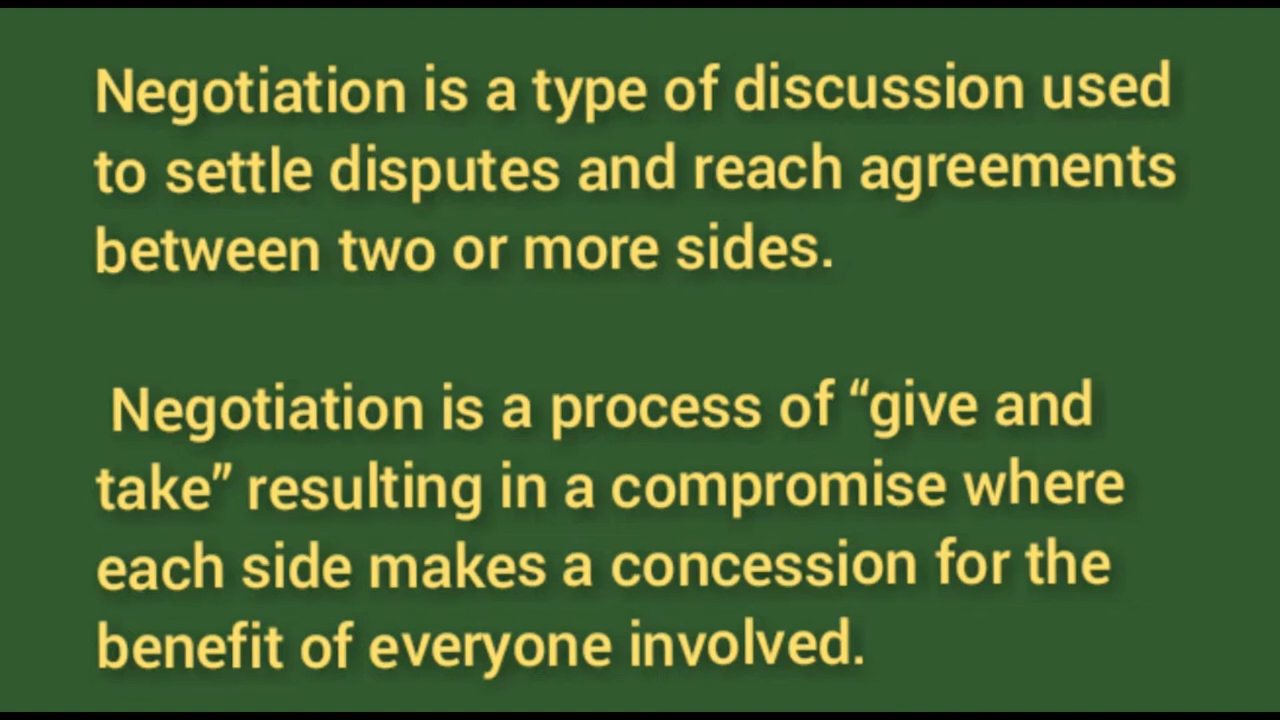 Negotiation is a type of discussion used
to settle disputes and reach agreements
between two or more sides.
Negotiation is a process of “give and
take” resulting in a compromise where
each side makes a concession for the
benefit of everyone involved.